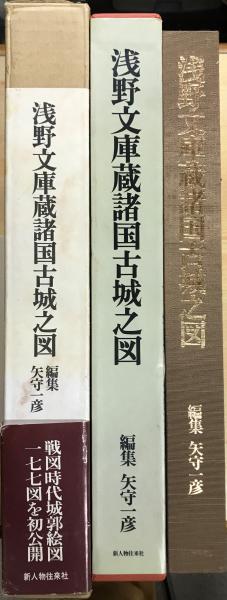 浅野文庫蔵諸国古城之図
編集 矢守一彦
戦国時代城郭絵図
一七七図を初公開
新人物往来社
浅野文庫蔵諸国古城之図
編集 矢守一彦
新人物往来社
浅野文庫蔵諸国古城之図
編集 矢守一彦